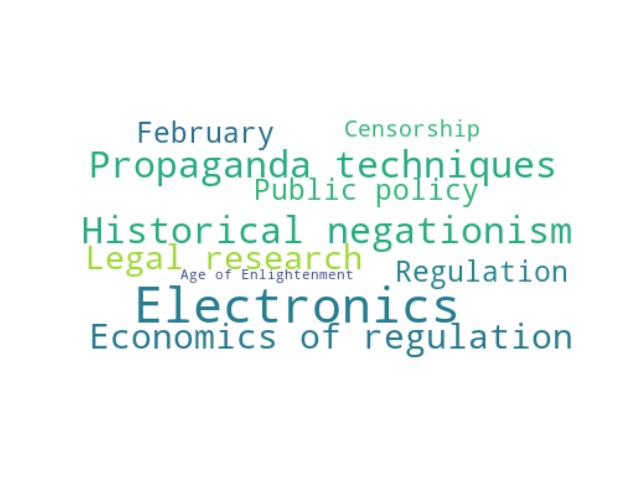 February
Censorship
Propaganda techniques
Public policy
Historical negationism
Legal research
Regulation
Age of Enlightenment
Electronics
Economics of regulation